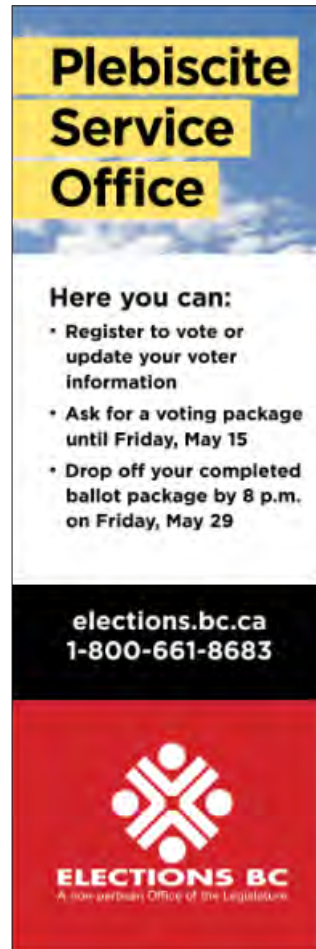 Plebiscite
Service
Office
Here you can:
• Register to vote or
update your voter
information
• Ask for a voting package
until Friday, May 15
• Drop off your completed
ballot package by 8 p.m.
on Friday, May 29
elections.bc.ca
1-800-661-8683
ELECTIONS BC
A non-partisan Office of the Legislature